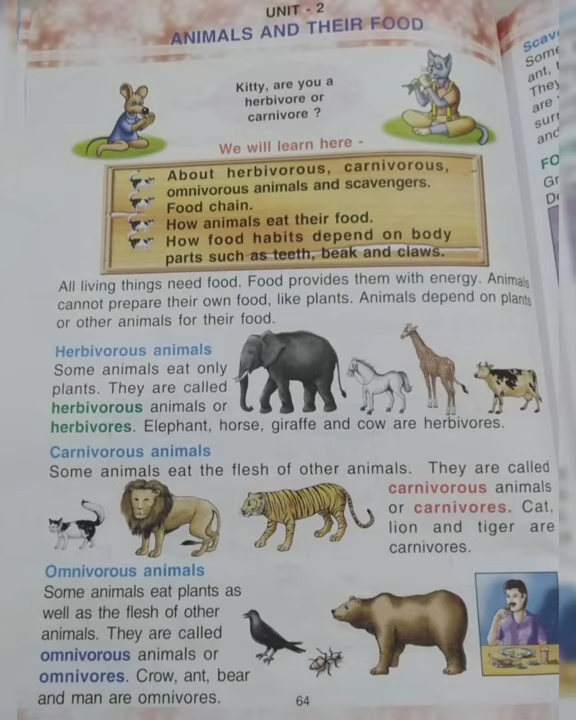 UNIT - 2
ANIMALS AND THEIR FOOD
Kitty, are you a
herbivore or
carnivore ?
We will learn here -
About herbivorous, carnivorous,
omnivorous animals and scavengers.
Food chain.
How animals eat their food.
How food habits depend on body
parts such as teeth, beak and claws.
All living things need food. Food provides them with energy. Animals
cannot prepare their own food, like plants. Animals depend on plants
or other animals for their food.
Herbivorous animals
Some animals eat only
plants. They are called
herbivorous animals or
herbivores. Elephant, horse, giraffe and cow are herbivores.
Carnivorous animals
Some animals eat the flesh of other animals. They are called
carnivorous animals
or carnivores. Cat,
lion and tiger are
carnivores.
Omnivorous animals
Some animals eat plants as
well as the flesh of other
animals. They are called
omnivorous animals or
omnivores. Crow, ant, bear
and man are omnivores.
64
Scav
Some
ant,
They
are
sur
and
FO
Gr